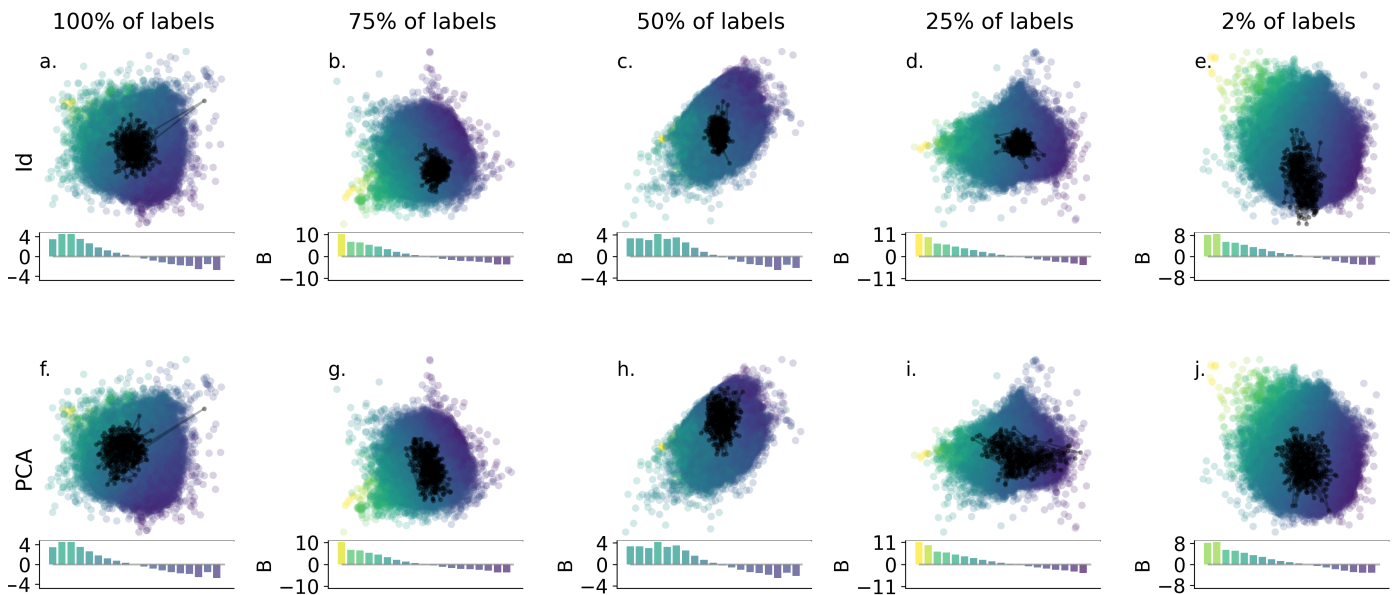 100% of labels 75% of labels 50% of labels 25% of labels 2% of labels
a. b. c. d. e.
Id
4 0 −4
B 10 0 −10
B 4 0 −4
B 11 0 −11
B 8 0 −8
f. g. h. i. j.
PCA
4 0 −4
B 10 0 −10
B 4 0 −4
B 11 0 −11
B 8 0 −8